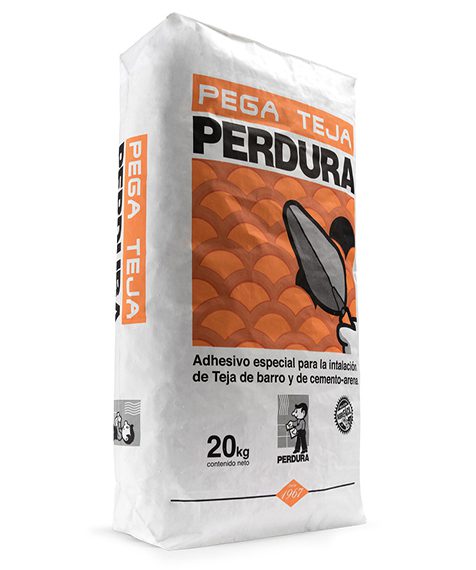 PEGA TEJA
PERDURA
Adhesivo especial para la intalación
de Teja de barro y de cemento-arena
20kg
contenido neto
PERDURA
1967
PEGA TEJA
PERDURA